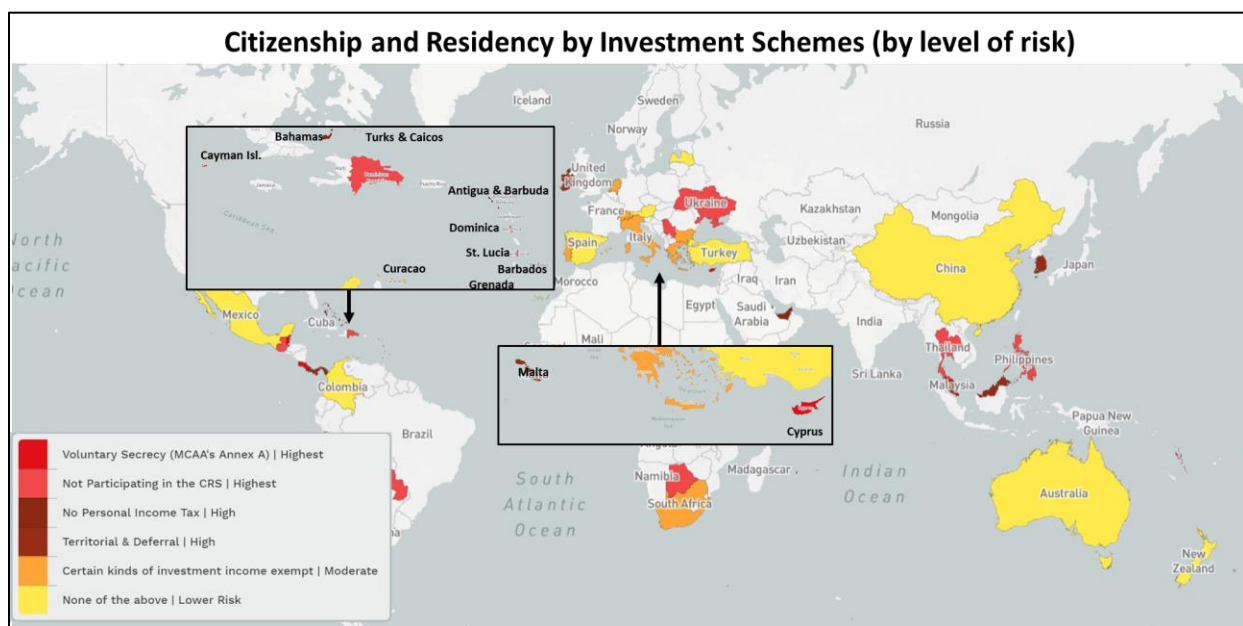 Citizenship and Residency by Investment Schemes (by level of risk)
Iceland
Sweden
Russia
Norway
Bahamas
Turks & Caicos
Cayman Isl.
Antigua & Barbuda
Dominica
St. Lucia
Curacao
Barbados
Grenada
Caribbean Sea
United
Kingdom
Ukraine
France
Kazakhstan
Mongolia
Italy
Spain
Uzbekistan
Turkey
China
Japan
North
Pacific
Ocean
Morocco
Iraq
Iran
Egypt
Saudi
Arabia
India
Mexico
Cuba
Mali
Thailand
Philippines
Colombia
Sri Lanka
Malaysia
Malta
Cyprus
Papua New
Guinea
Brazil
Angola
Namibia
Madagascar
South Africa
South
Atlantic
Ocean
Indian
Ocean
Australia
New
Zealand
Voluntary Secrecy (MCAA's Annex A) | Highest
Not Participating in the CRS | Highest
No Personal Income Tax | High
Territorial & Deferral | High
Certain kinds of investment income exempt | Moderate
None of the above | Lower Risk